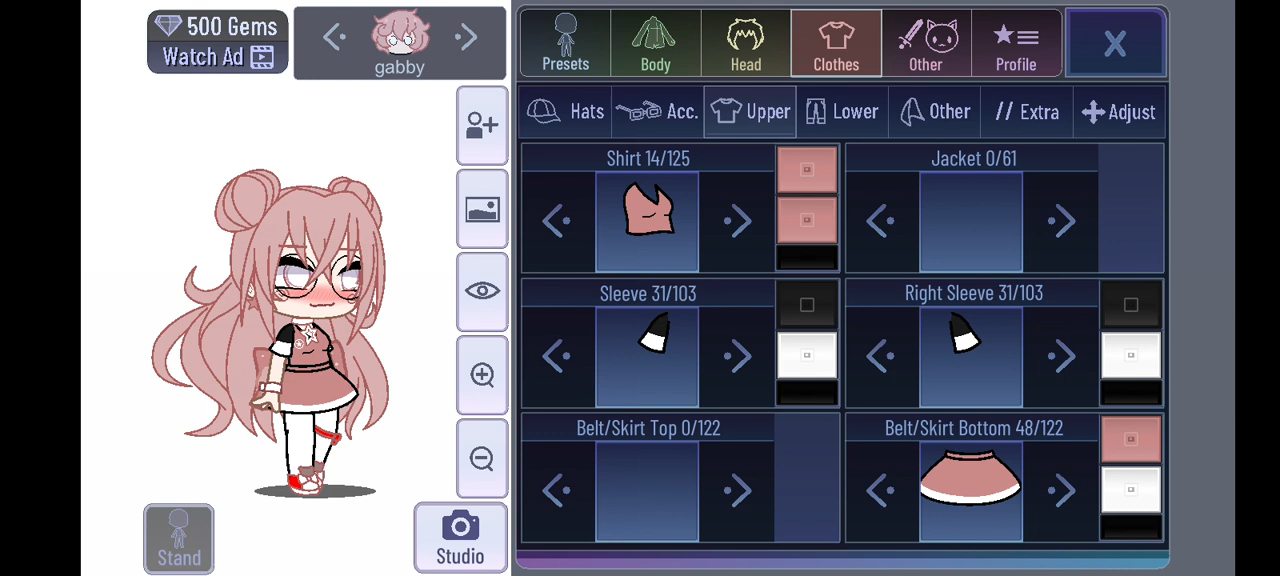 500 Gems
Watch Ad
gabby
Stand
Studio
Presets
Body
Head
Clothes
Other
Profile
X
Hats
Acc.
Upper
Lower
Other
Extra
Adjust
Shirt 14/125
Jacket 0/61
Sleeve 31/103
Right Sleeve 31/103
Belt/Skirt Top 0/122
Belt/Skirt Bottom 48/122